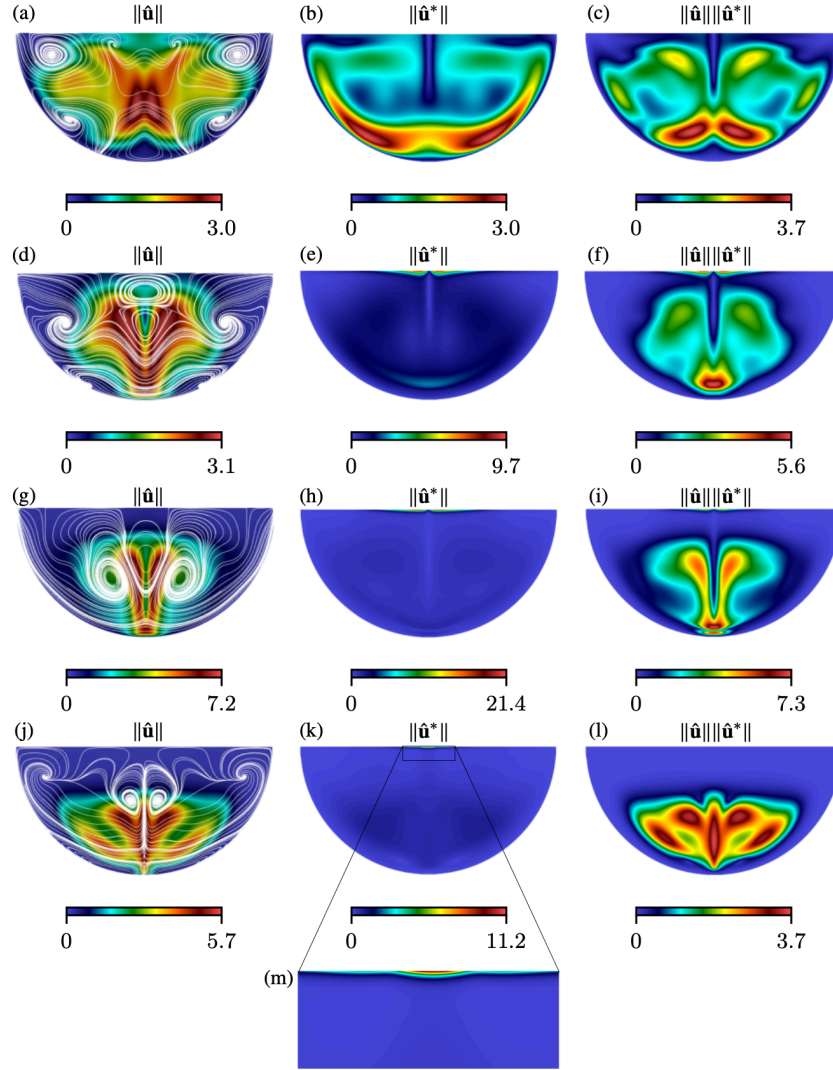 (a) ‖û‖ (b) ‖û*‖ (c) ‖û‖‖û*‖
0 3.0 0 3.0 0 3.7
(d) ‖û‖ (e) ‖û*‖ (f) ‖û‖‖û*‖
0 3.1 0 9.7 0 5.6
(g) ‖û‖ (h) ‖û*‖ (i) ‖û‖‖û*‖
0 7.2 0 21.4 0 7.3
(j) ‖û‖ (k) ‖û*‖ (l) ‖û‖‖û*‖
0 5.7 0 11.2 0 3.7
(m)